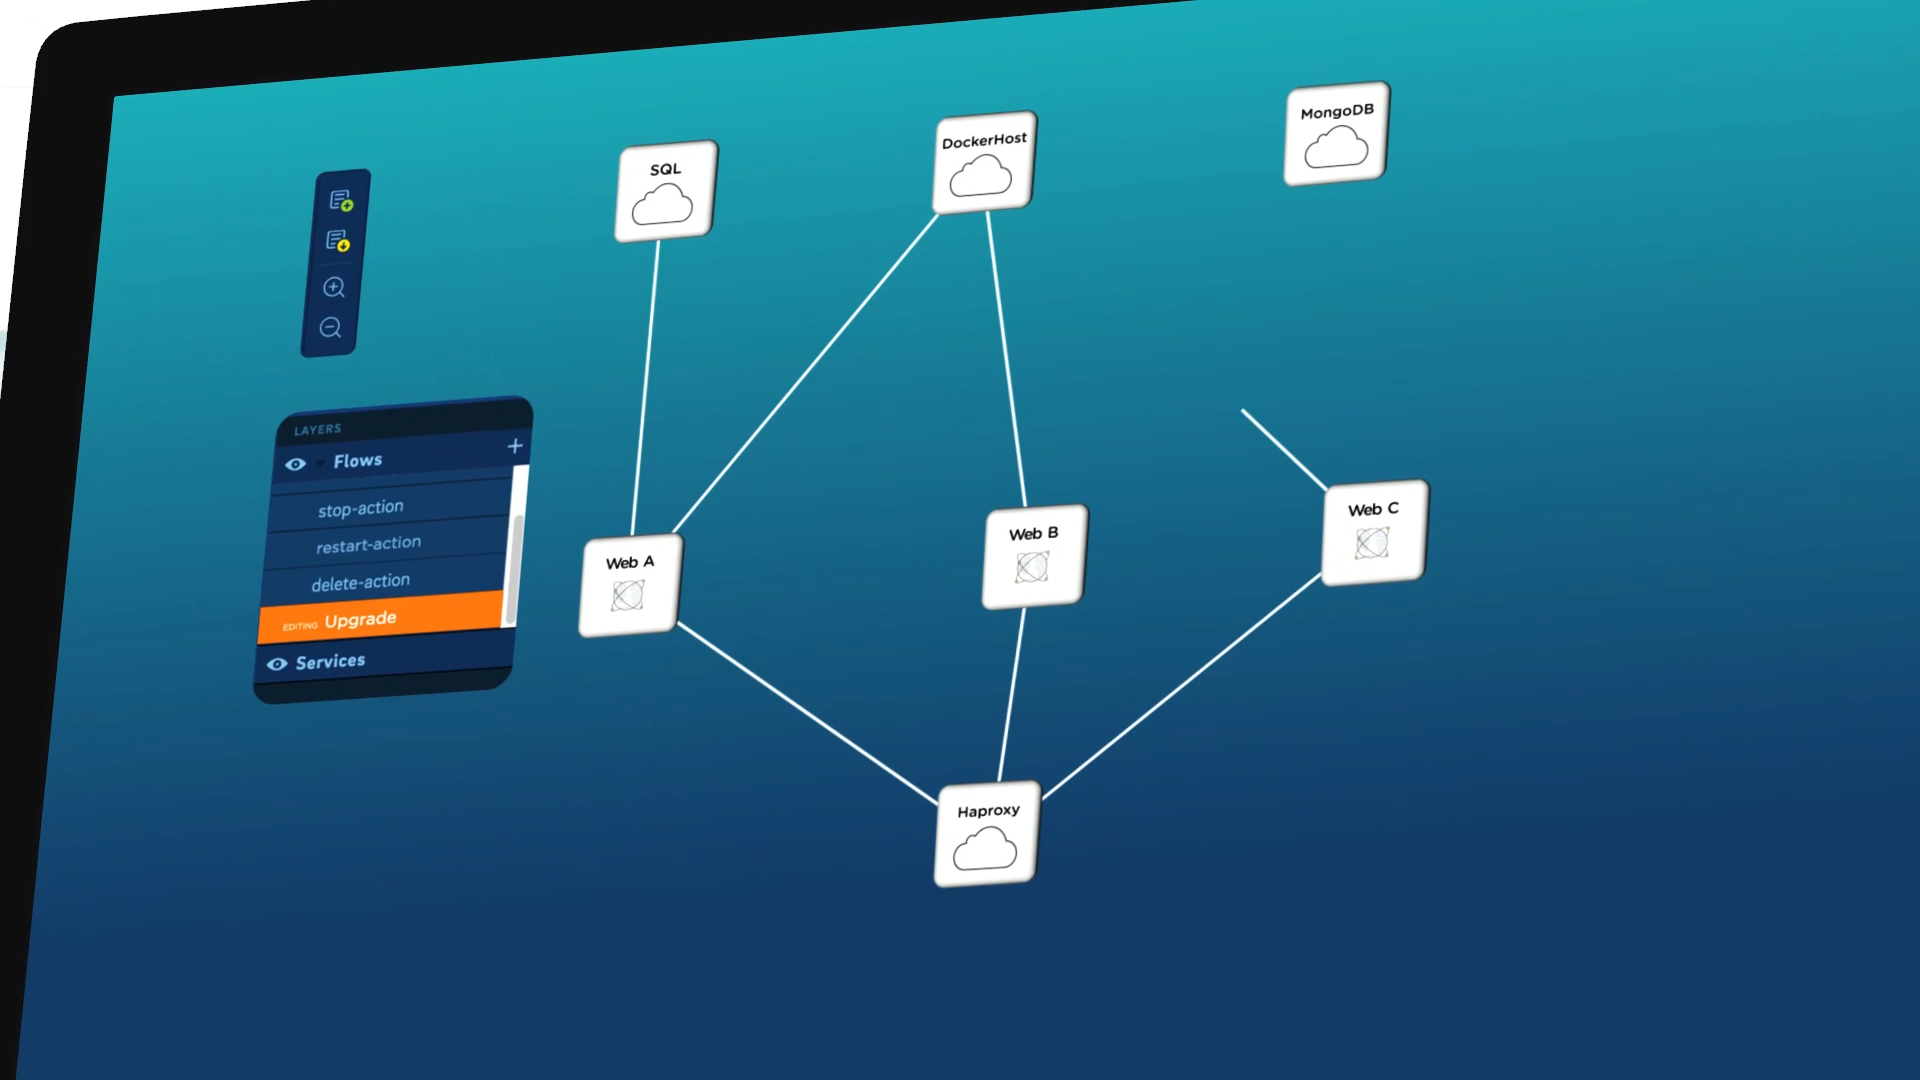 MongoDB
DockerHost
SQL
LAYERS
Flows
stop-action
restart-action
delete-action
EDITING Upgrade
Services
Web A
Web B
Web C
Haproxy